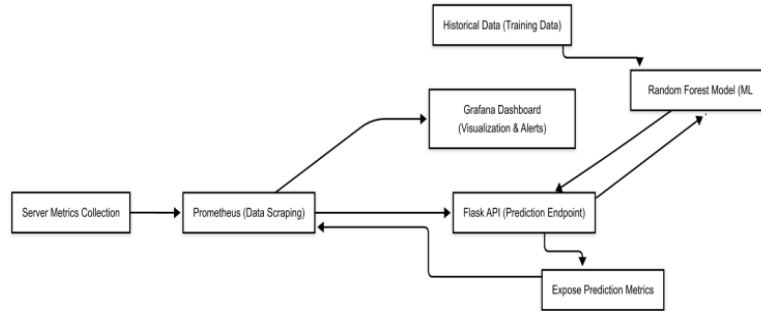 Historical Data (Training Data)
Random Forest Model (ML
Grafana Dashboard
(Visualization & Alerts)
Server Metrics Collection
Prometheus (Data Scraping)
Flask API (Prediction Endpoint)
Expose Prediction Metrics